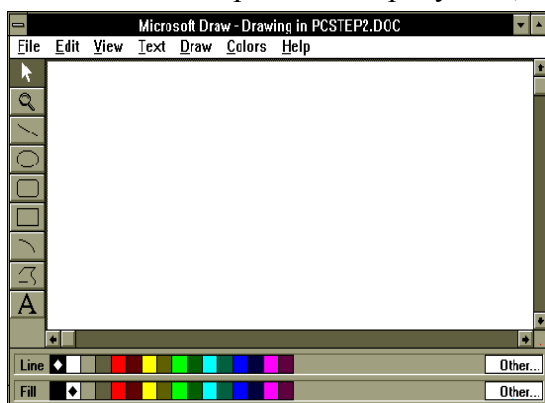 Microsoft Draw - Drawing in PCSTEP2.DOC
File Edit View Text Draw Colors Help
A
Line Other...
Fill Other...